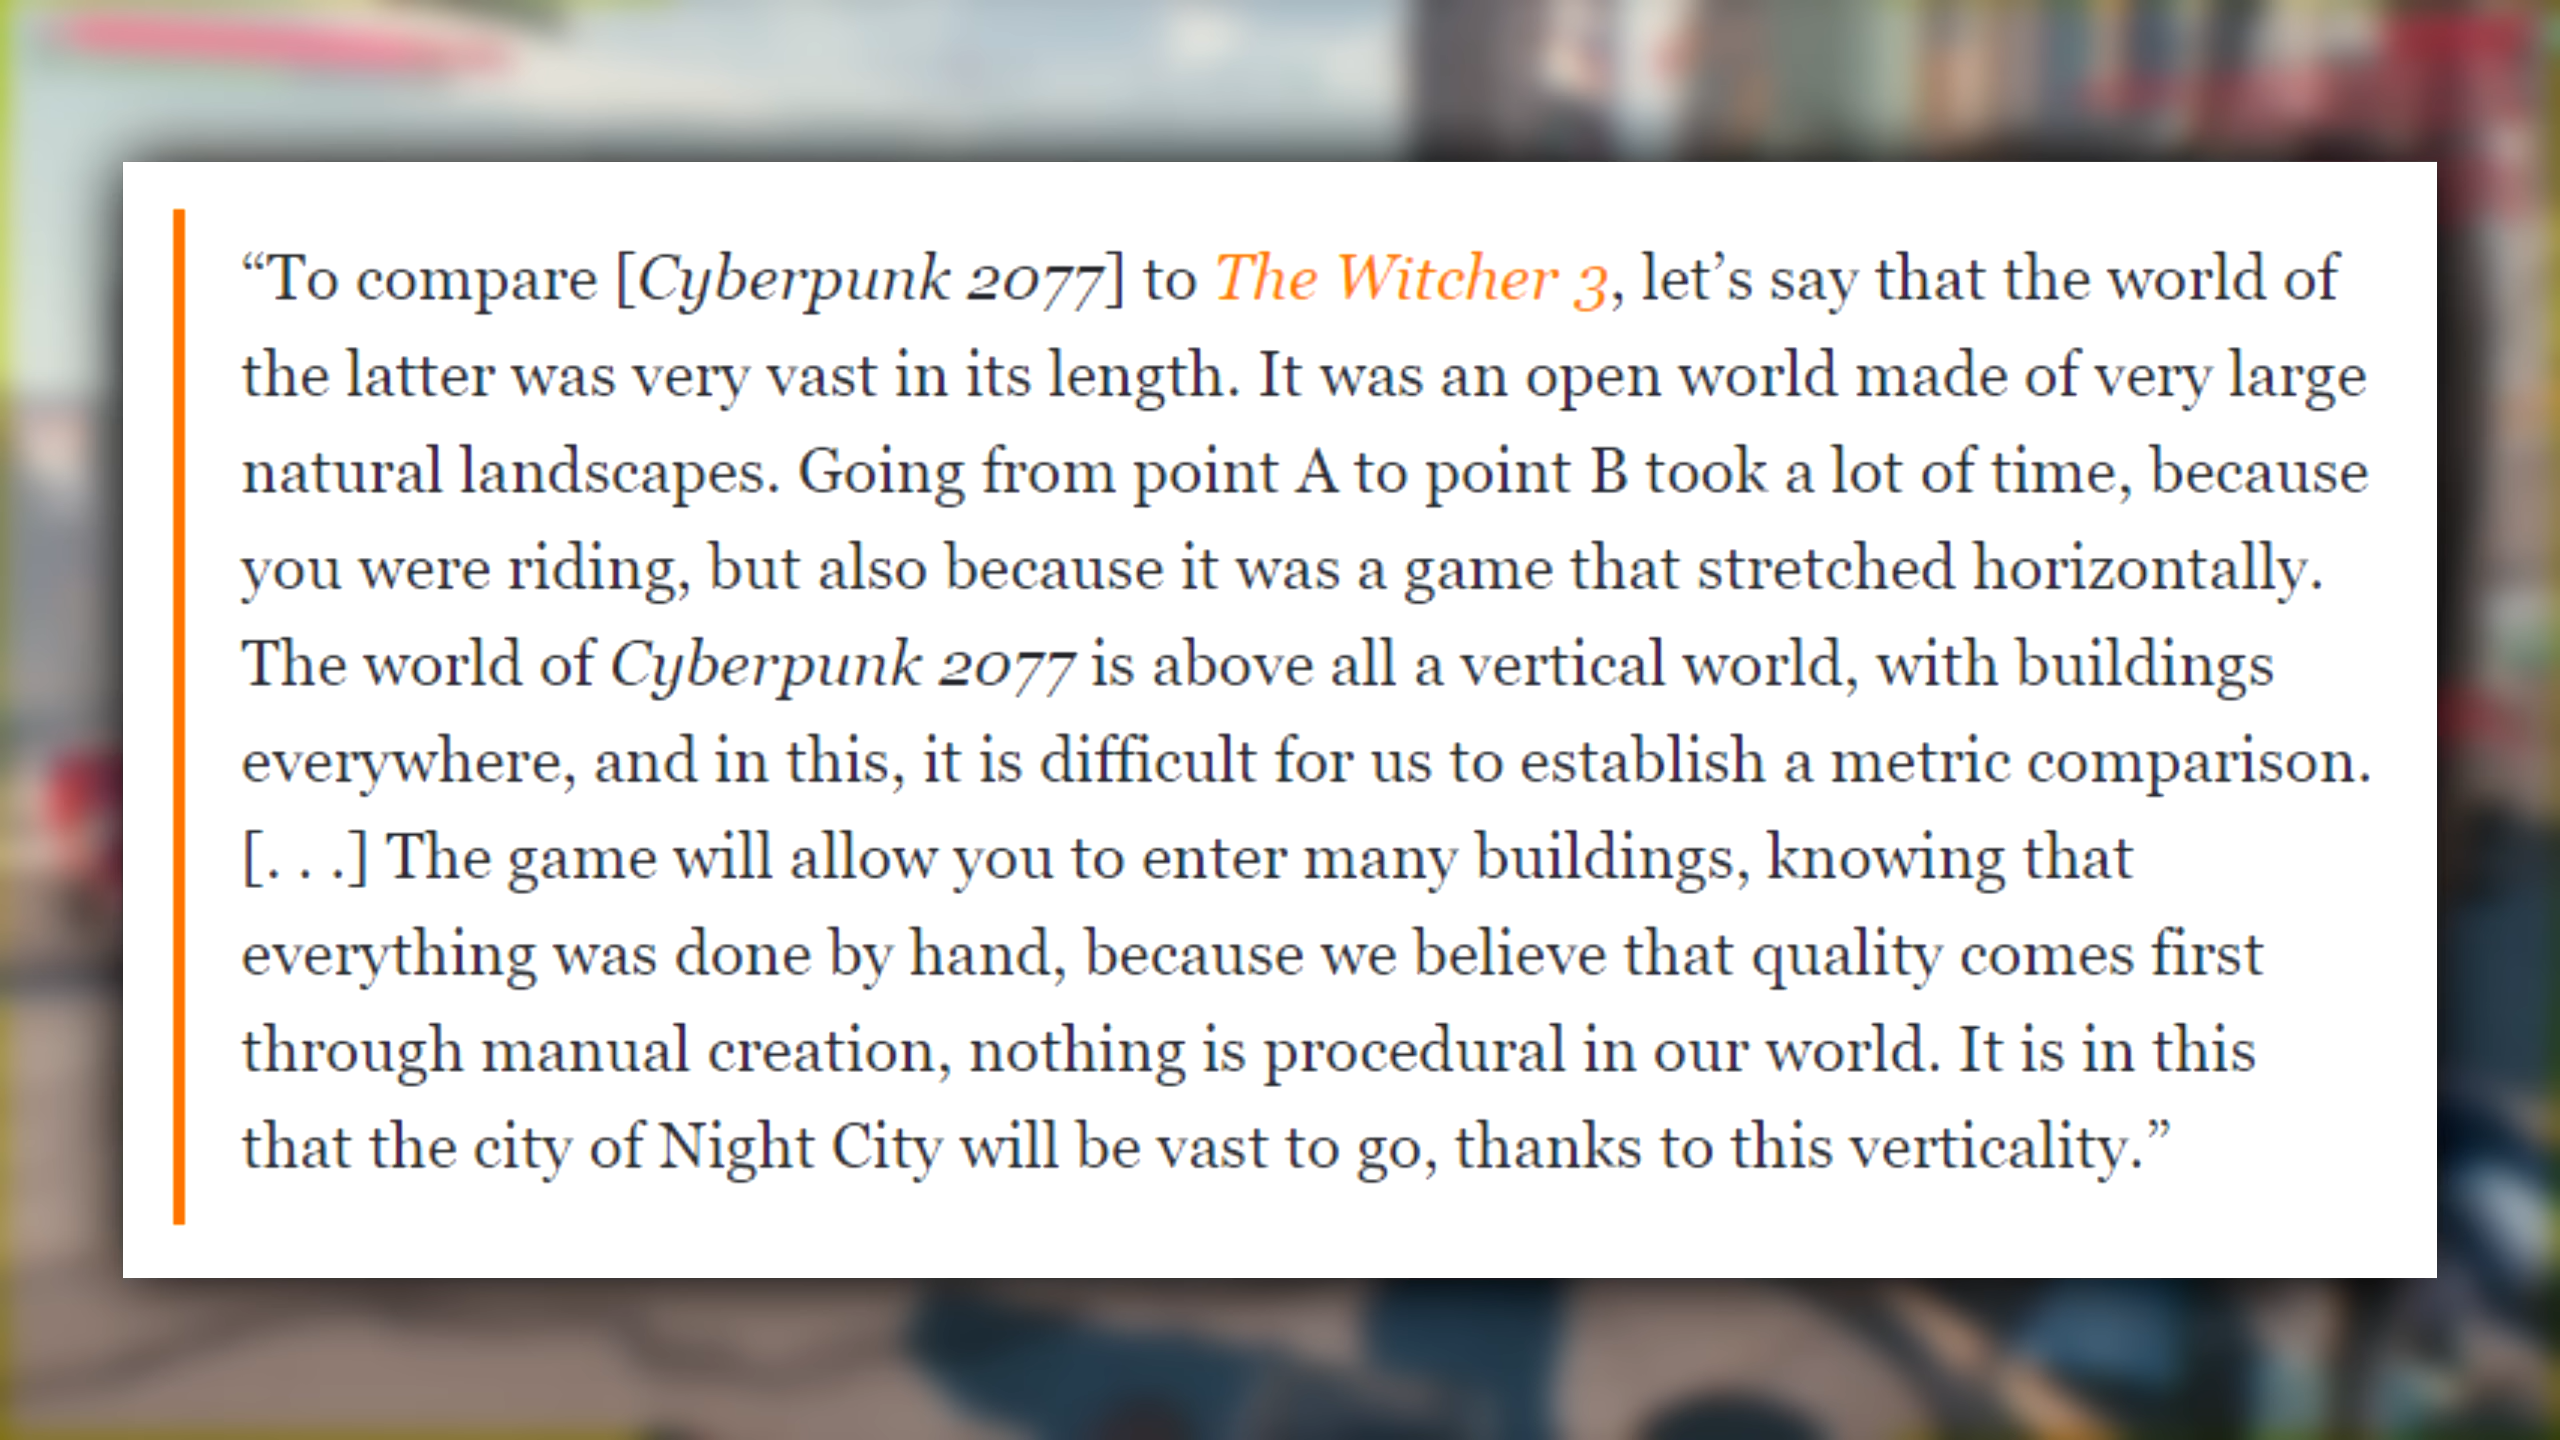 “To compare [Cyberpunk 2077] to The Witcher 3, let’s say that the world of
the latter was very vast in its length. It was an open world made of very large
natural landscapes. Going from point A to point B took a lot of time, because
you were riding, but also because it was a game that stretched horizontally.
The world of Cyberpunk 2077 is above all a vertical world, with buildings
everywhere, and in this, it is difficult for us to establish a metric comparison.
[. . .] The game will allow you to enter many buildings, knowing that
everything was done by hand, because we believe that quality comes first
through manual creation, nothing is procedural in our world. It is in this
that the city of Night City will be vast to go, thanks to this verticality.”